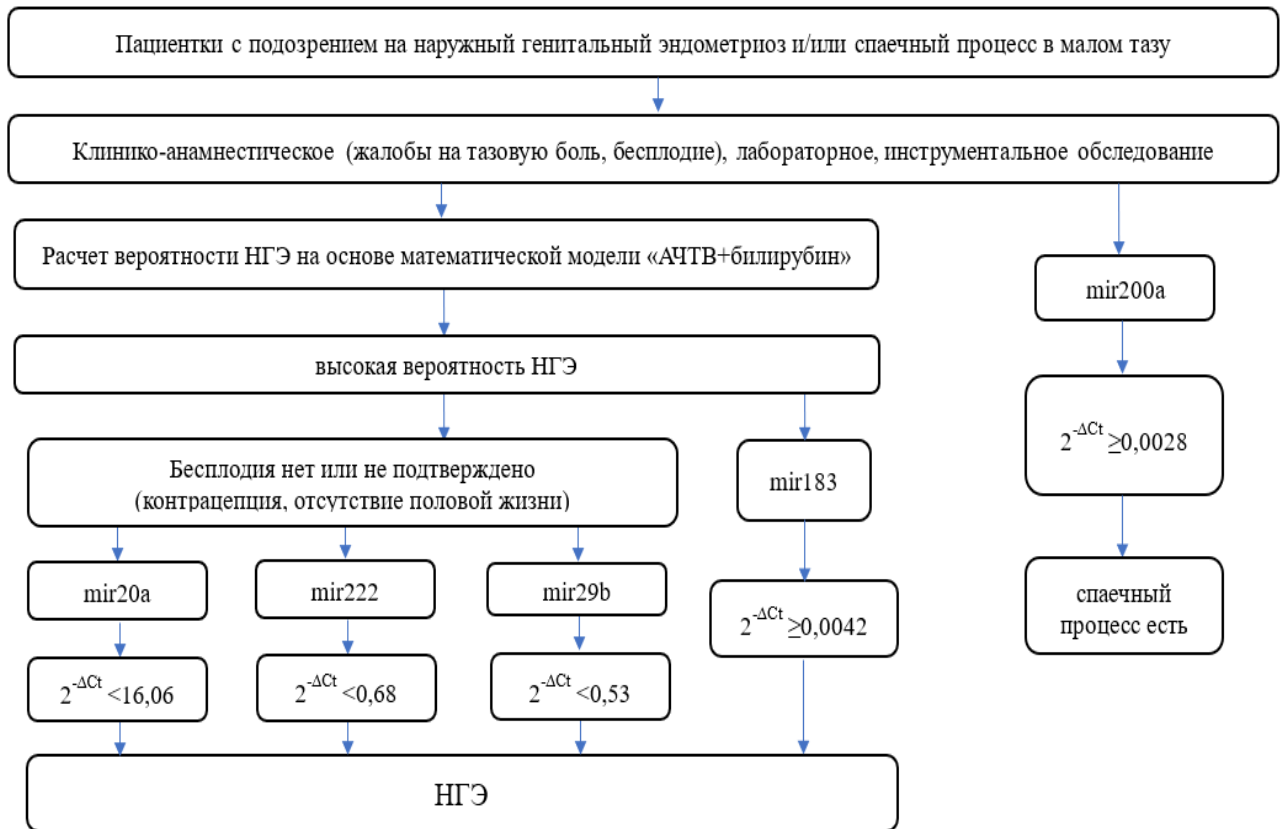 Пациентки с подозрением на наружный генитальный эндометриоз и/или спаечный процесс в малом тазу
Клинико-анамнестическое (жалобы на тазовую боль, бесплодие), лабораторное, инструментальное обследование
Расчет вероятности НГЭ на основе математической модели «АЧТВ+билирубин»
mir200a
высокая вероятность НГЭ
2^-ΔCt ≥0,0028
Бесплодия нет или не подтверждено
(контрацепция, отсутствие половой жизни)
mir183
mir20a
mir222
mir29b
2^-ΔCt ≥0,0042
спаечный
процесс есть
2^-ΔCt <16,06
2^-ΔCt <0,68
2^-ΔCt <0,53
НГЭ